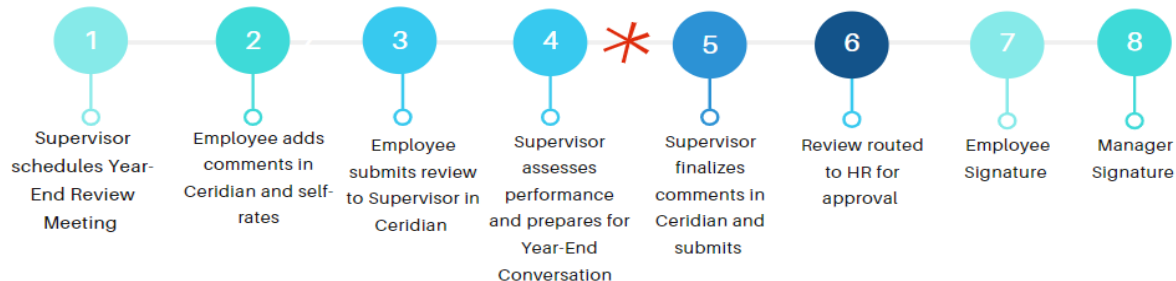 1
Supervisor
schedules Year-
End Review
Meeting
2
Employee adds
comments in
Ceridian and self-
rates
3
Employee
submits review
to Supervisor in
Ceridian
4
Supervisor
assesses
performance
and prepares for
Year-End
Conversation
5
Supervisor
finalizes
comments in
Ceridian and
submits
6
Review routed
to HR for
approval
7
Employee
Signature
8
Manager
Signature